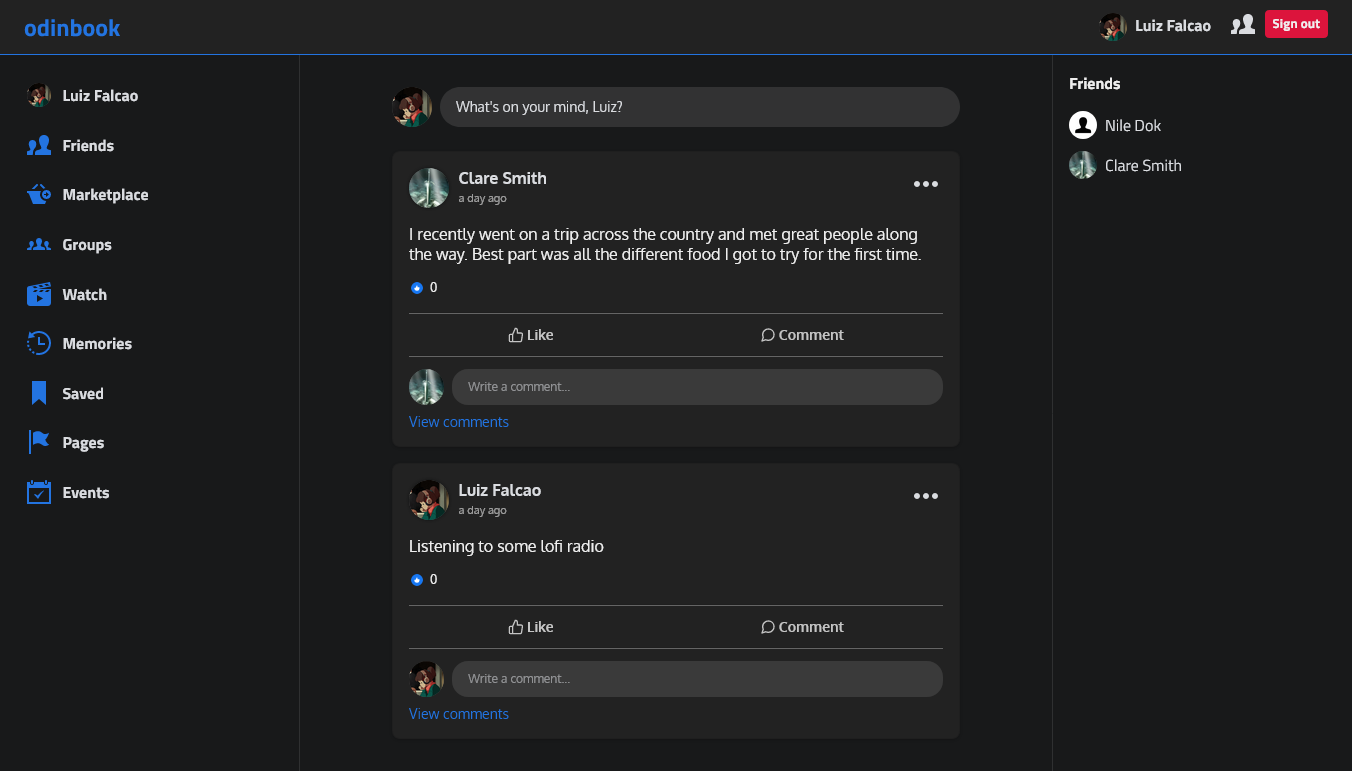 odinbook
Luiz Falcao
Sign out
Luiz Falcao
Friends
Marketplace
Groups
Watch
Memories
Saved
Pages
Events
What's on your mind, Luiz?
Clare Smith
a day ago
I recently went on a trip across the country and met great people along
the way. Best part was all the different food I got to try for the first time.
0
Like
Comment
Write a comment...
View comments
Luiz Falcao
a day ago
Listening to some lofi radio
0
Like
Comment
Write a comment...
View comments
Friends
Nile Dok
Clare Smith